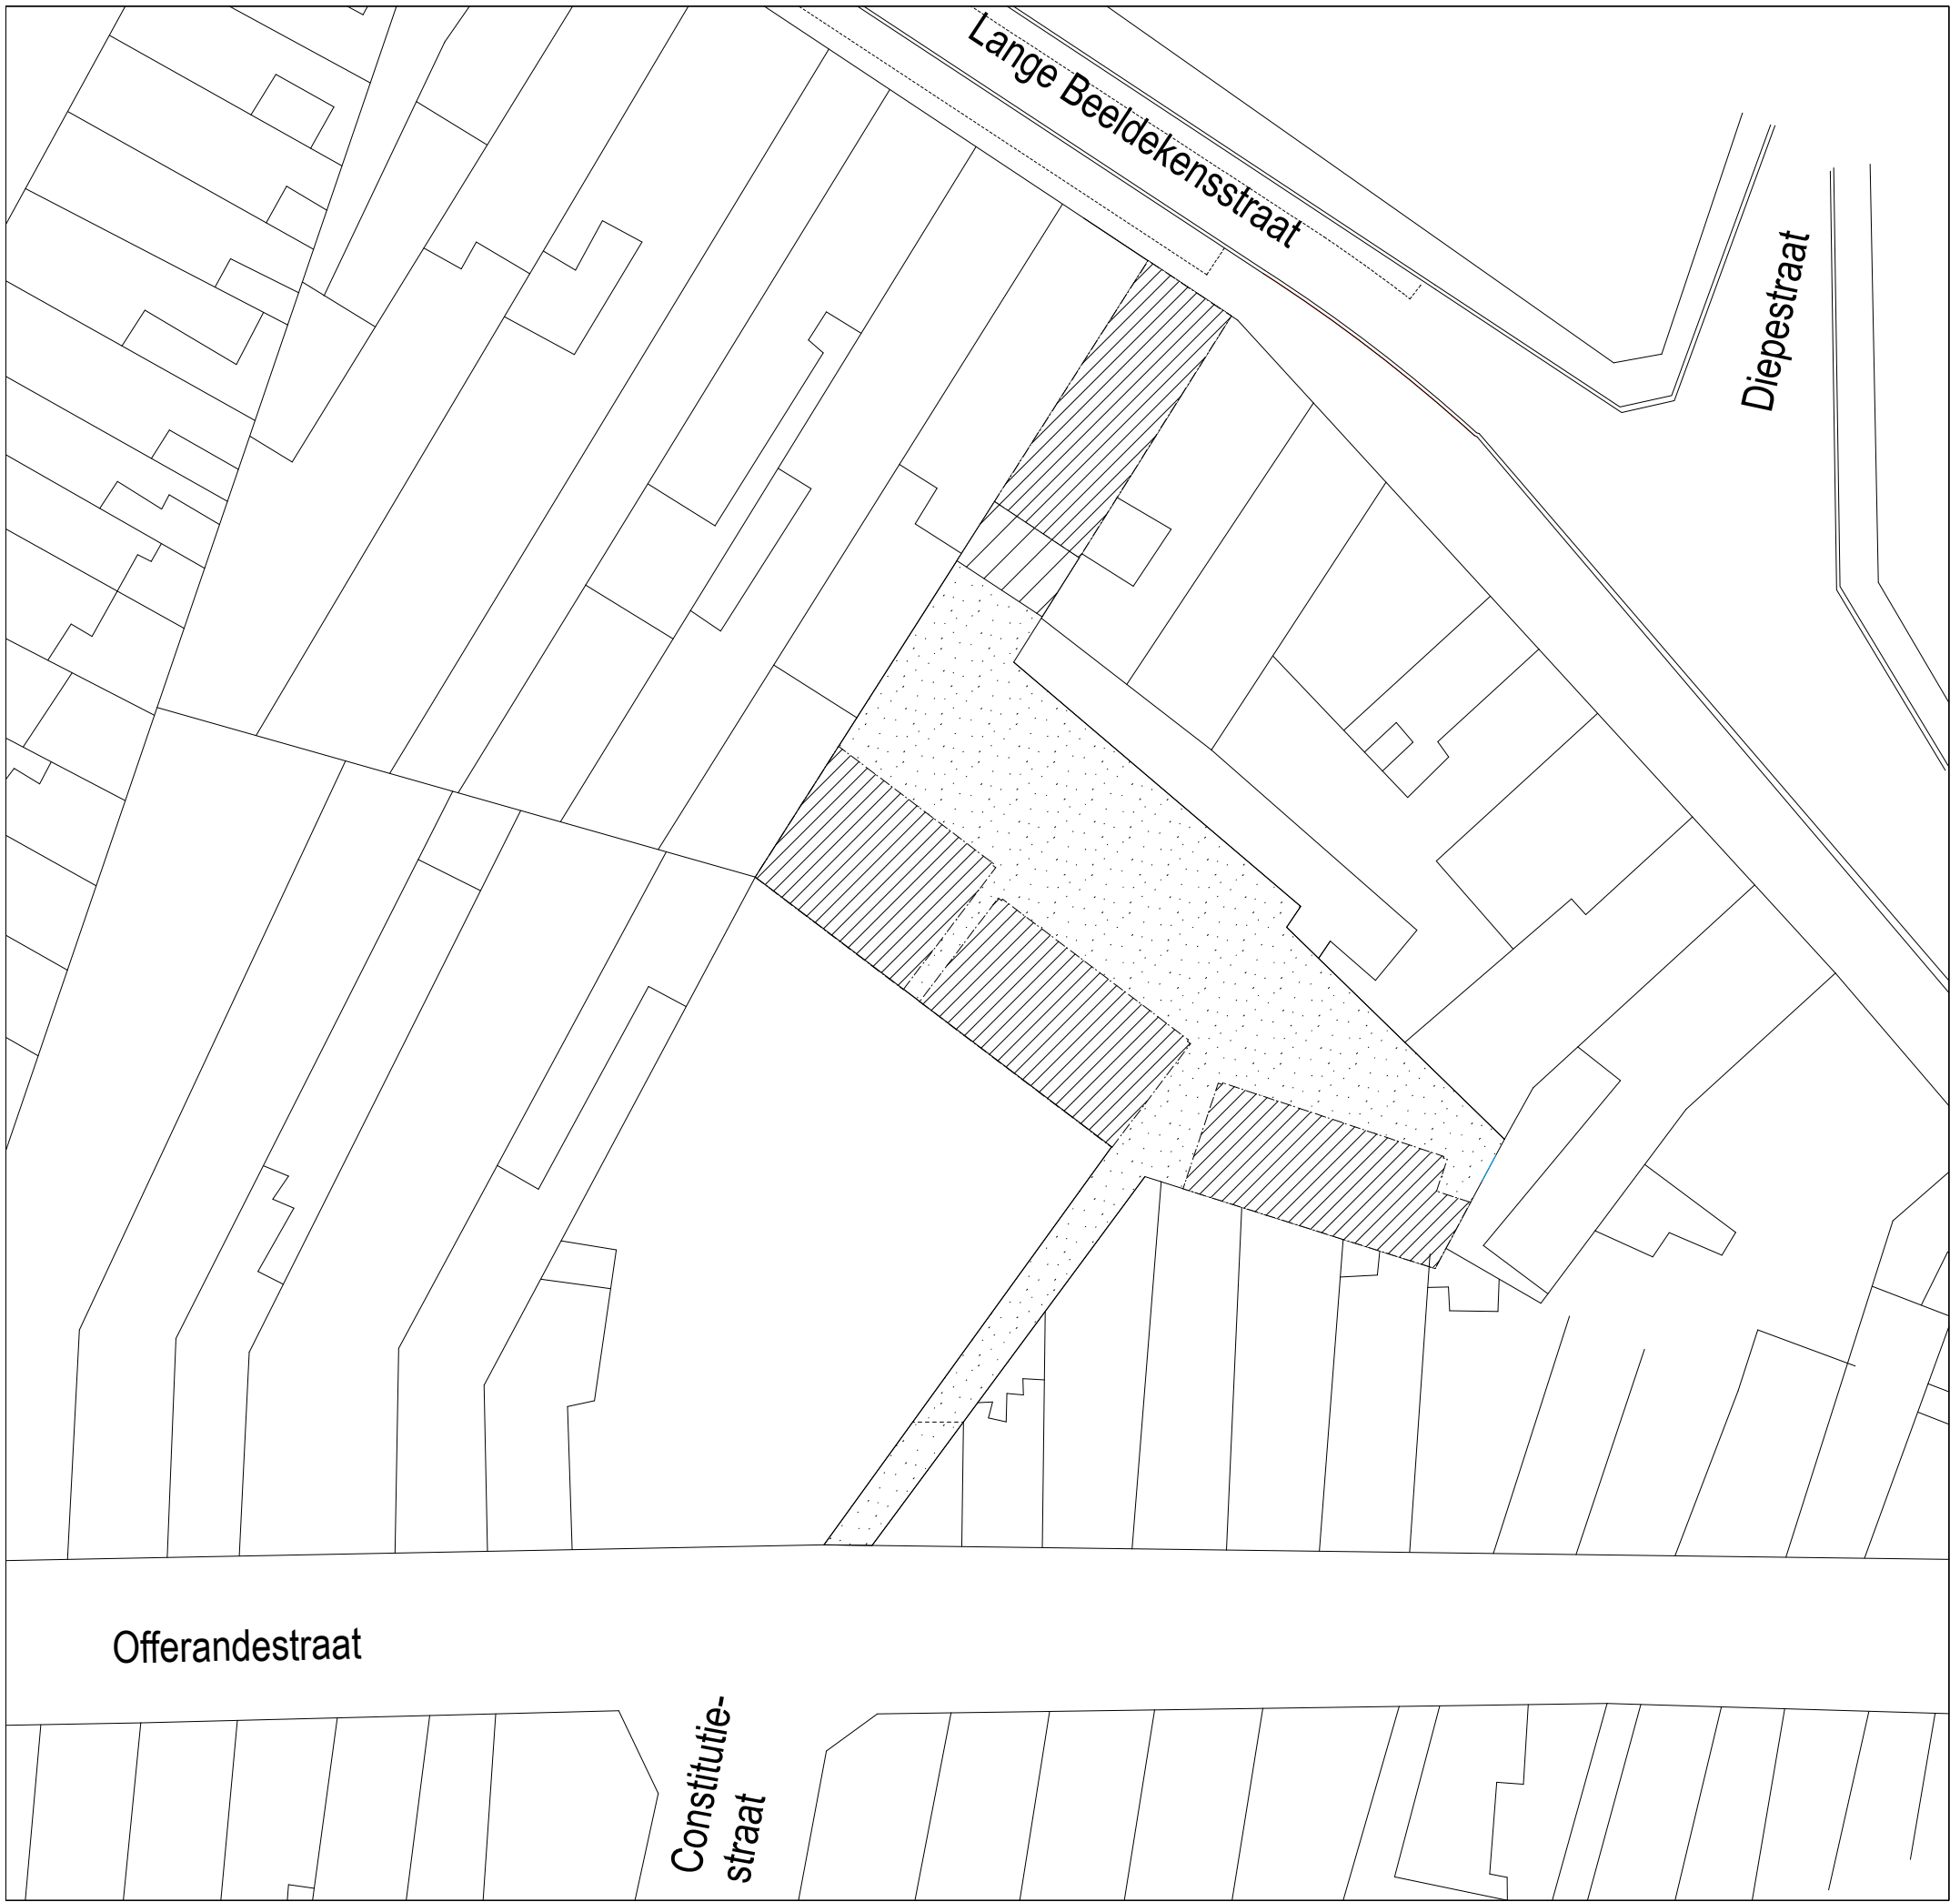 Lange Beeldekensstraat
Diepestraat
Offerandestraat
Constitutie-
straat